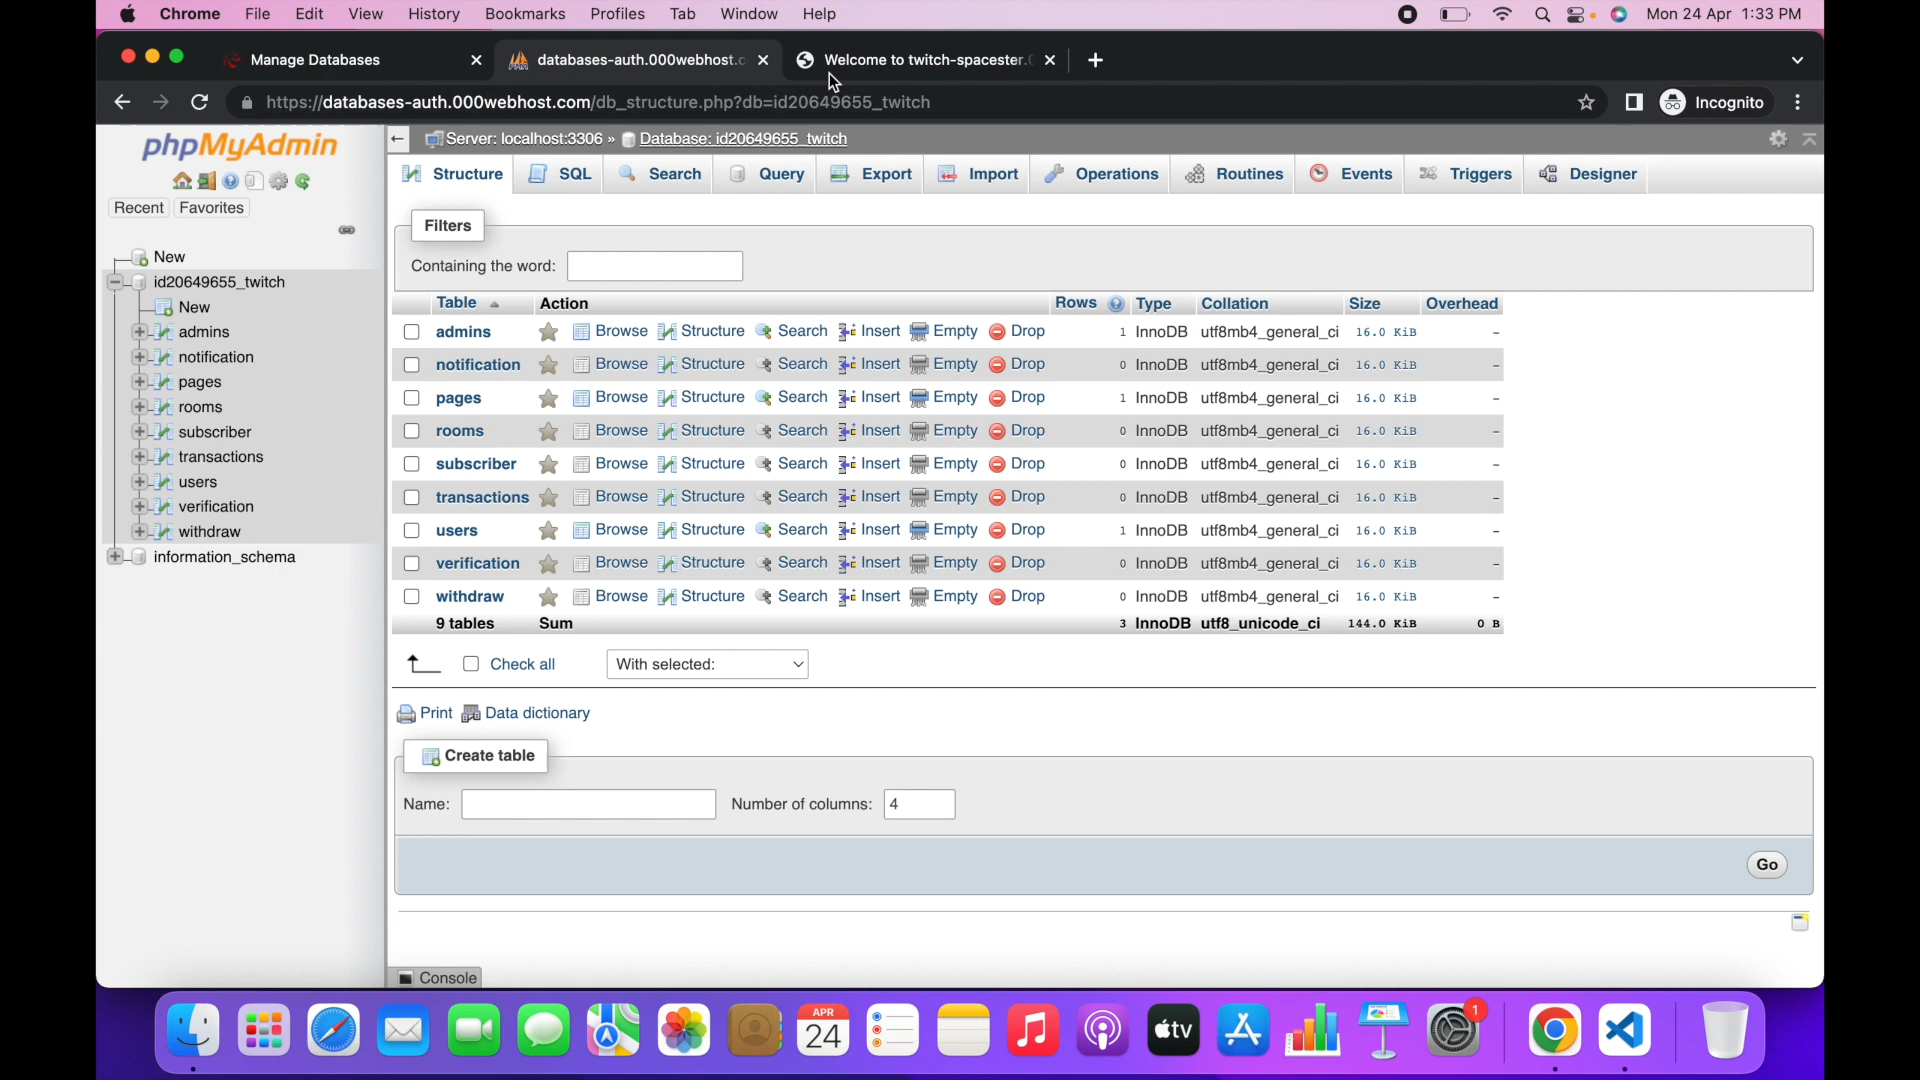 Chrome File Edit View History Bookmarks Profiles Tab Window Help Mon 24 Apr 1:33 PM
Manage Databases databases-auth.000webhost.c Welcome to twitch-spacester.
https://databases-auth.000webhost.com/db_structure.php?db=id20649655_twitch Incognito
phpMyAdmin
Recent Favorites
New
id20649655_twitch
New
admins
notification
pages
rooms
subscriber
transactions
users
verification
withdraw
information_schema
Server: localhost:3306 » Database: id20649655_twitch
Structure SQL Search Query Export Import Operations Routines Events Triggers Designer
Filters
Containing the word:
Table Action Rows Type Collation Size Overhead
admins Browse Structure Search Insert Empty Drop 1 InnoDB utf8mb4_general_ci 16.0 KiB -
notification Browse Structure Search Insert Empty Drop 0 InnoDB utf8mb4_general_ci 16.0 KiB -
pages Browse Structure Search Insert Empty Drop 1 InnoDB utf8mb4_general_ci 16.0 KiB -
rooms Browse Structure Search Insert Empty Drop 0 InnoDB utf8mb4_general_ci 16.0 KiB -
subscriber Browse Structure Search Insert Empty Drop 0 InnoDB utf8mb4_general_ci 16.0 KiB -
transactions Browse Structure Search Insert Empty Drop 0 InnoDB utf8mb4_general_ci 16.0 KiB -
users Browse Structure Search Insert Empty Drop 1 InnoDB utf8mb4_general_ci 16.0 KiB -
verification Browse Structure Search Insert Empty Drop 0 InnoDB utf8mb4_general_ci 16.0 KiB -
withdraw Browse Structure Search Insert Empty Drop 0 InnoDB utf8mb4_general_ci 16.0 KiB -
9 tables Sum 3 InnoDB utf8_unicode_ci 144.0 KiB 0 B
Check all With selected:
Print Data dictionary
Create table
Name: Number of columns: 4
Go
Console
APR
24
tv
1